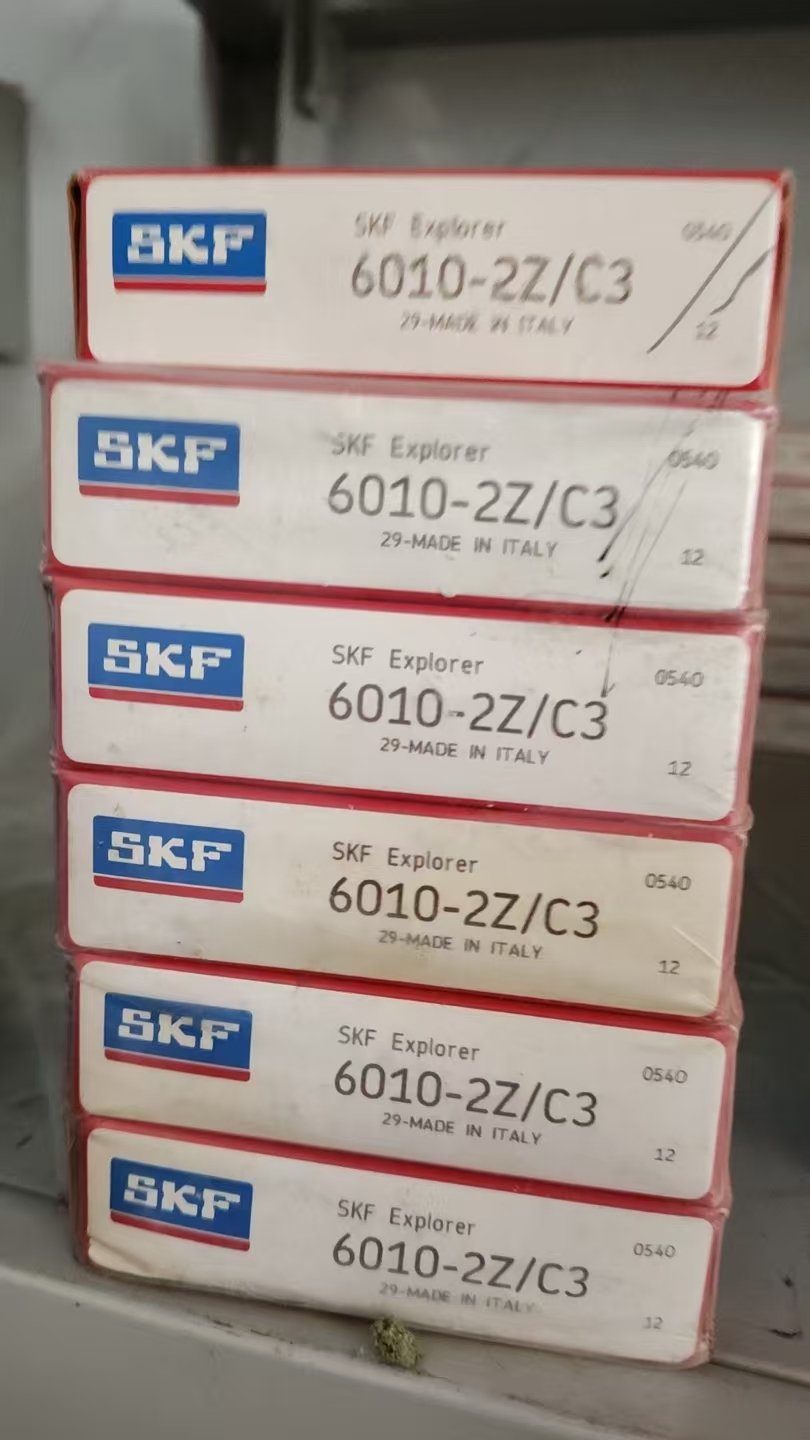 SKF
SKF Explorer
0540
6010-2Z/C3
29-MADE IN ITALY
12
SKF
SKF Explorer
0540
6010-2Z/C3
29-MADE IN ITALY
12
SKF
SKF Explorer
0540
6010-2Z/C3
29-MADE IN ITALY
12
SKF
SKF Explorer
0540
6010-2Z/C3
29-MADE IN ITALY
12
SKF
SKF Explorer
0540
6010-2Z/C3
29-MADE IN ITALY
12
SKF
SKF Explorer
0540
6010-2Z/C3
29-MADE IN ITALY
12